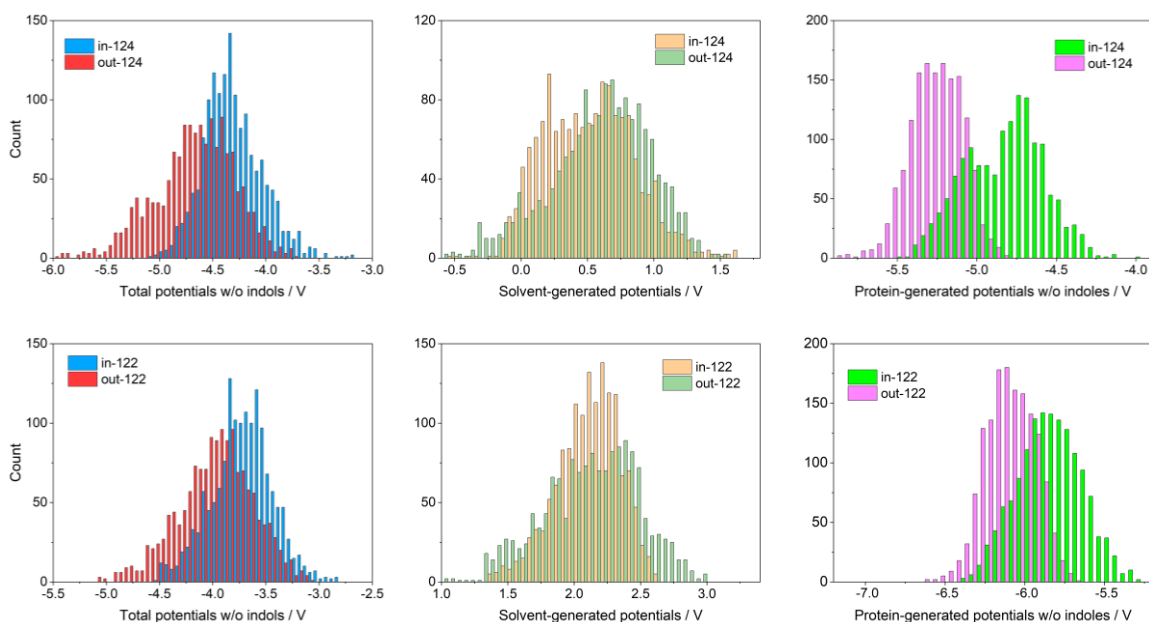 150
100
50
0
Count
in-124
out-124
-6.0
-5.5
-5.0
-4.5
-4.0
-3.5
-3.0
Total potentials w/o indols / V
120
80
40
0
in-124
out-124
-0.5
0.0
0.5
1.0
1.5
Solvent-generated potentials / V
200
150
100
50
0
in-124
out-124
-5.5
-5.0
-4.5
-4.0
Protein-generated potentials w/o indoles / V
150
100
50
0
Count
in-122
out-122
-5.5
-5.0
-4.5
-4.0
-3.5
-3.0
-2.5
Total potentials w/o indols / V
150
100
50
0
in-122
out-122
1.0
1.5
2.0
2.5
3.0
Solvent-generated potentials / V
200
150
100
50
0
in-122
out-122
-7.0
-6.5
-6.0
-5.5
Protein-generated potentials w/o indoles / V